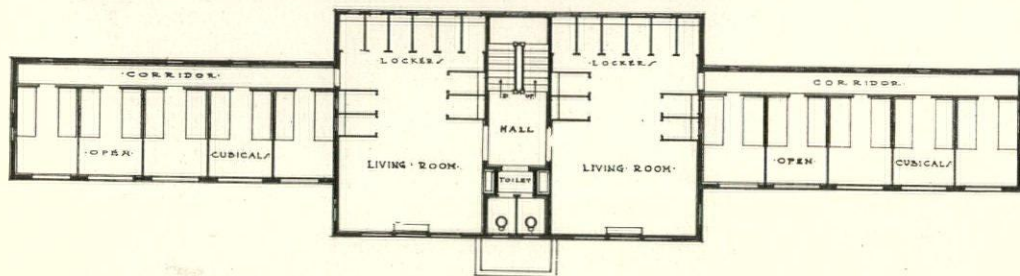 LOCKERS
LOCKERS
·CORRIDOR·
CORRIDOR·
HALL
·OPEN·
CUBICALS
LIVING·ROOM·
LIVING·ROOM·
·OPEN
CUBICALS
TOILET